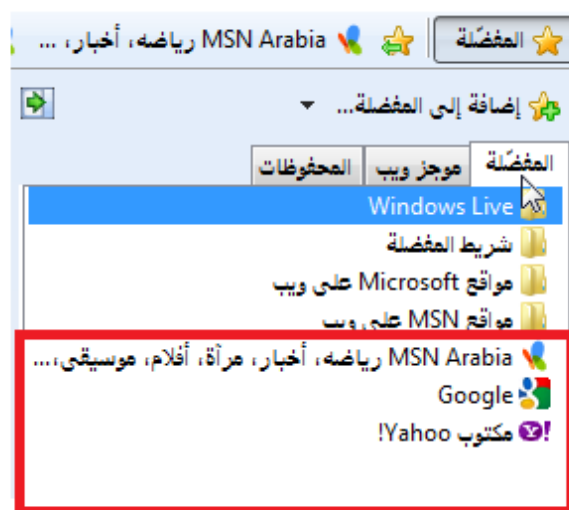 المفضّلة MSN Arabia رياضه، أخبار، ...
إضافة إلى المفضلة...
المفضّلة موجز ويب المحفوظات
Windows Live
شريط المفضلة
مواقع Microsoft على ويب
مواقع MSN على ويب
MSN Arabia رياضه، أخبار، مرآة، أفلام، موسيقى،...
Google
مكتوب Yahoo!